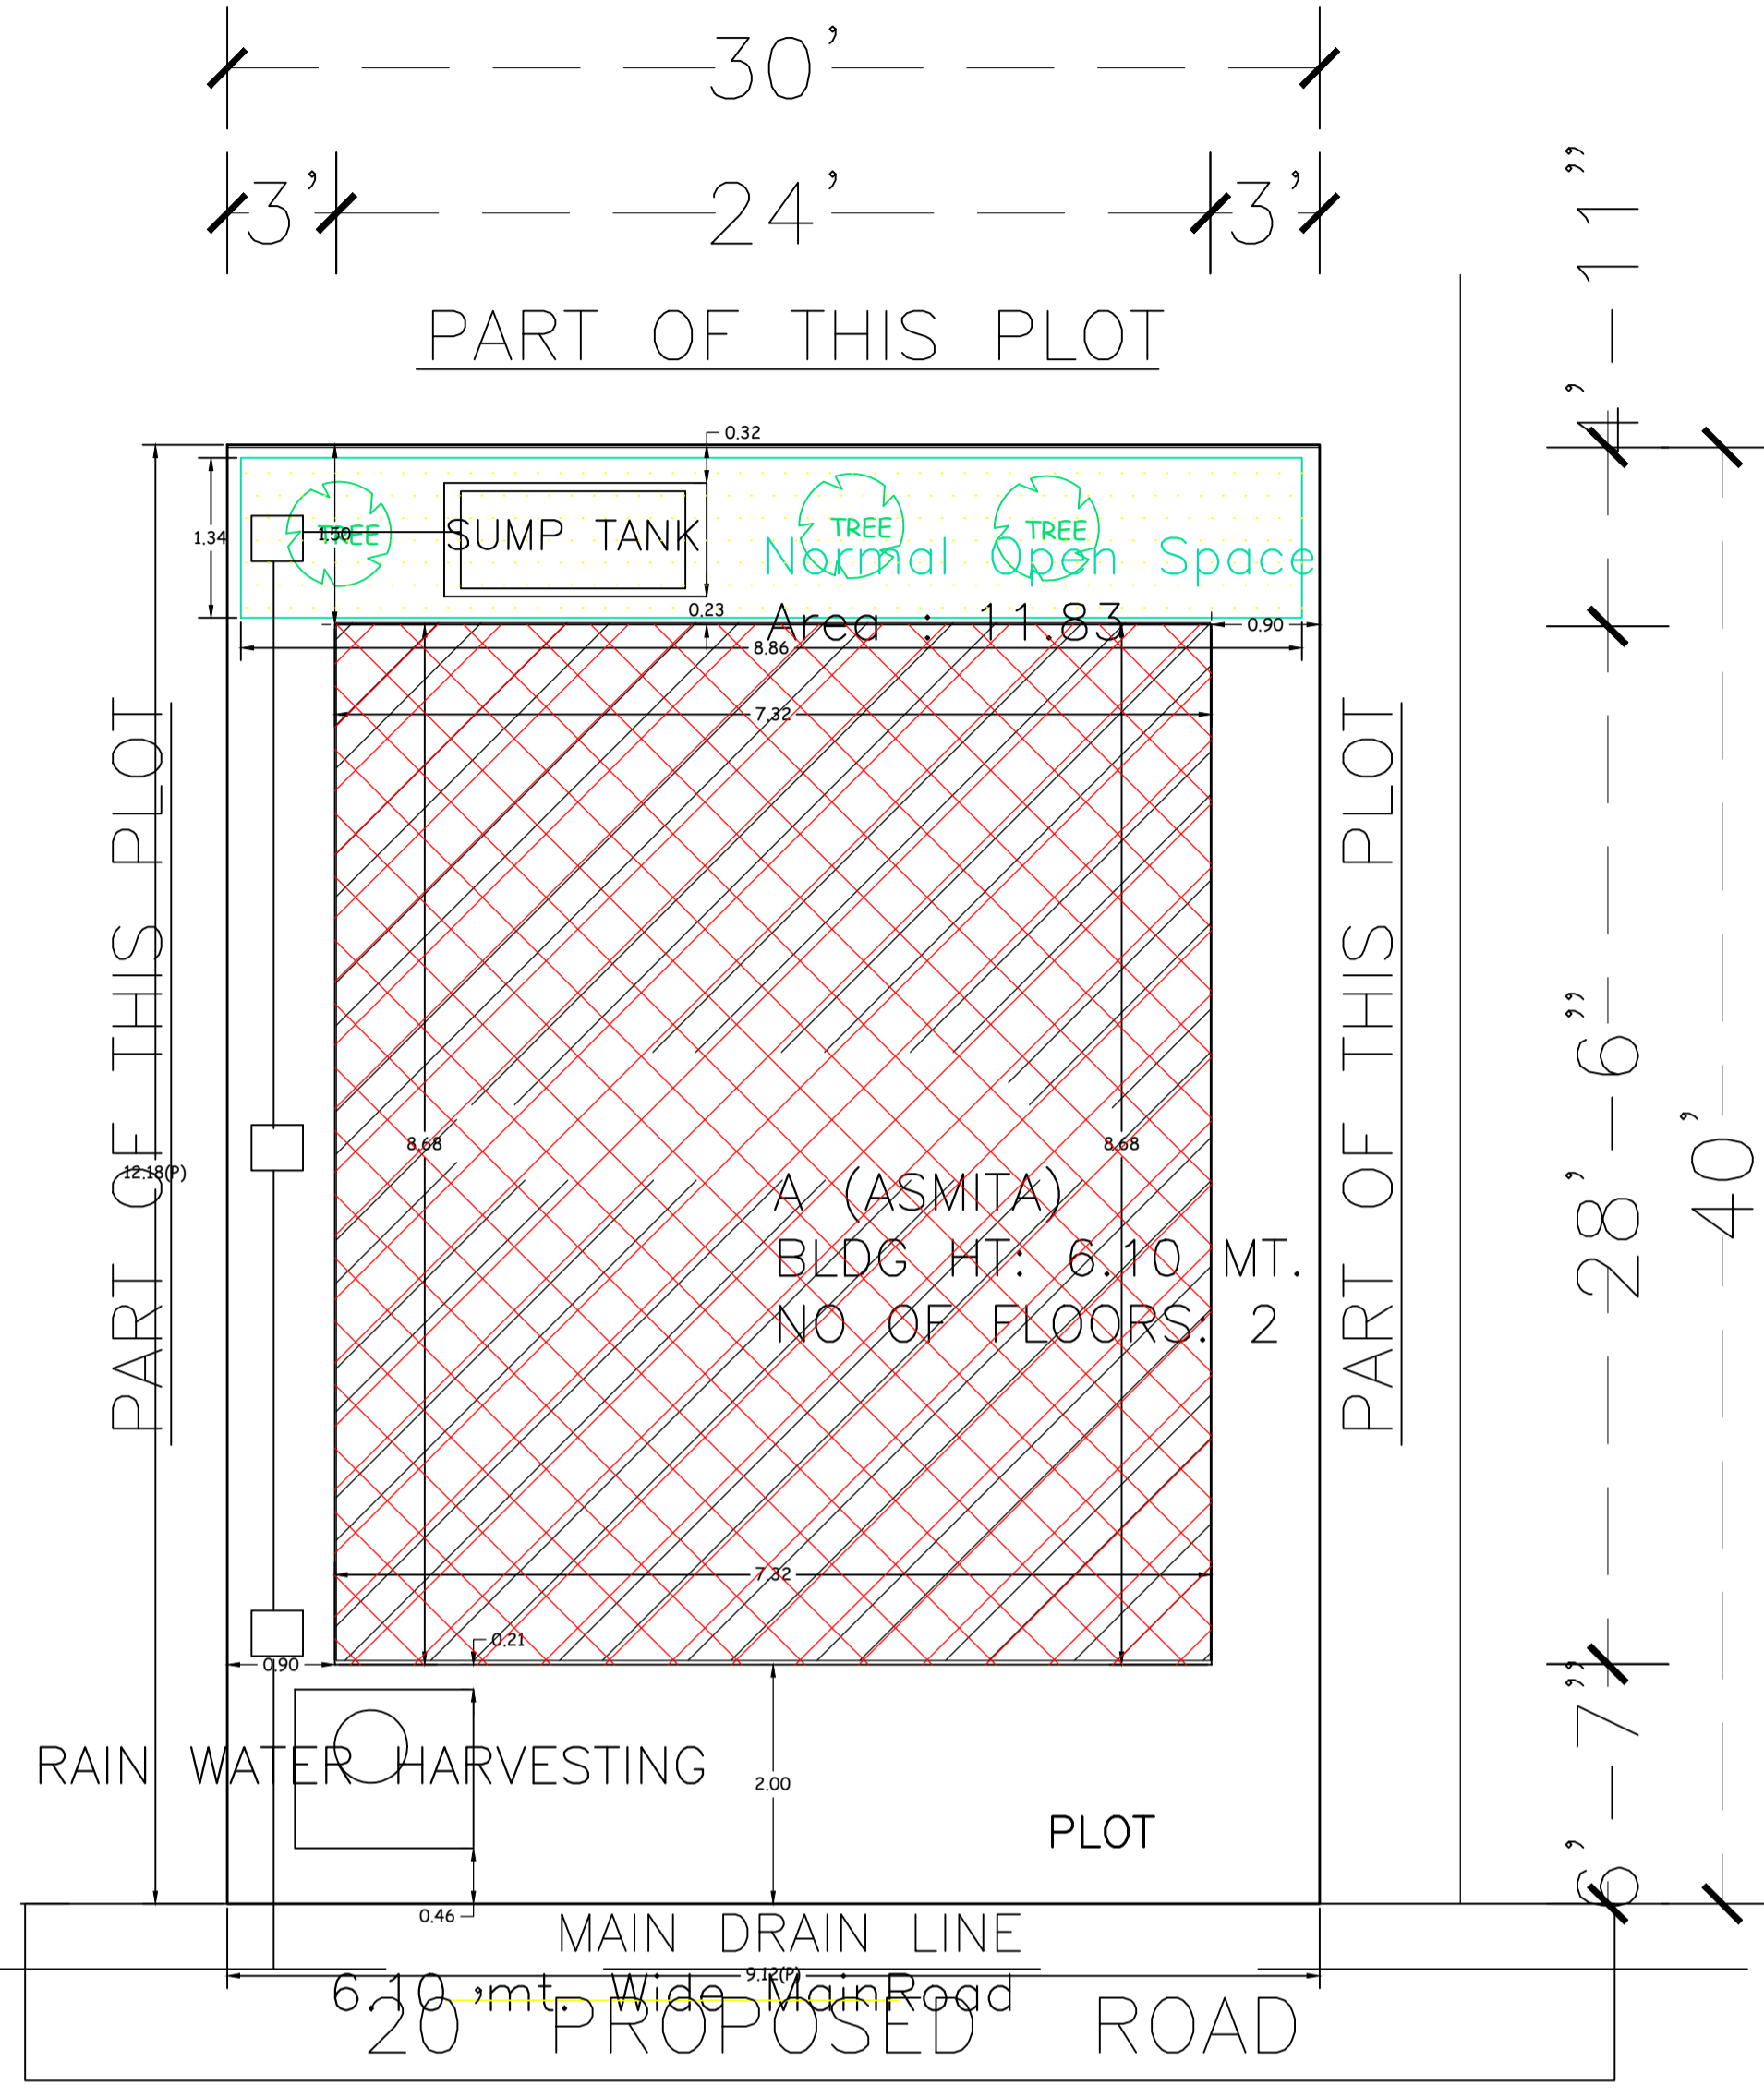 30'
3'
24'
3'
PART OF THIS PLOT
0.32
1.34
TREE
1.50
SUMP TANK
TREE
TREE
Normal Open Space
Area : 11.83
0.23
0.90
8.86
7.32
PART OF THIS PLOT
12.18(P)
8.68
8.68
A (ASMITA)
BLDG HT: 6.10 MT.
NO OF FLOORS: 2
PART OF THIS PLOT
4'-11"
28'-6"
40'
6'-7"
7.32
0.21
0.90
RAIN WATER HARVESTING
2.00
PLOT
0.46
MAIN DRAIN LINE
9.12(P)
6.10 mt. Wide MainRoad
20' PROPOSED ROAD